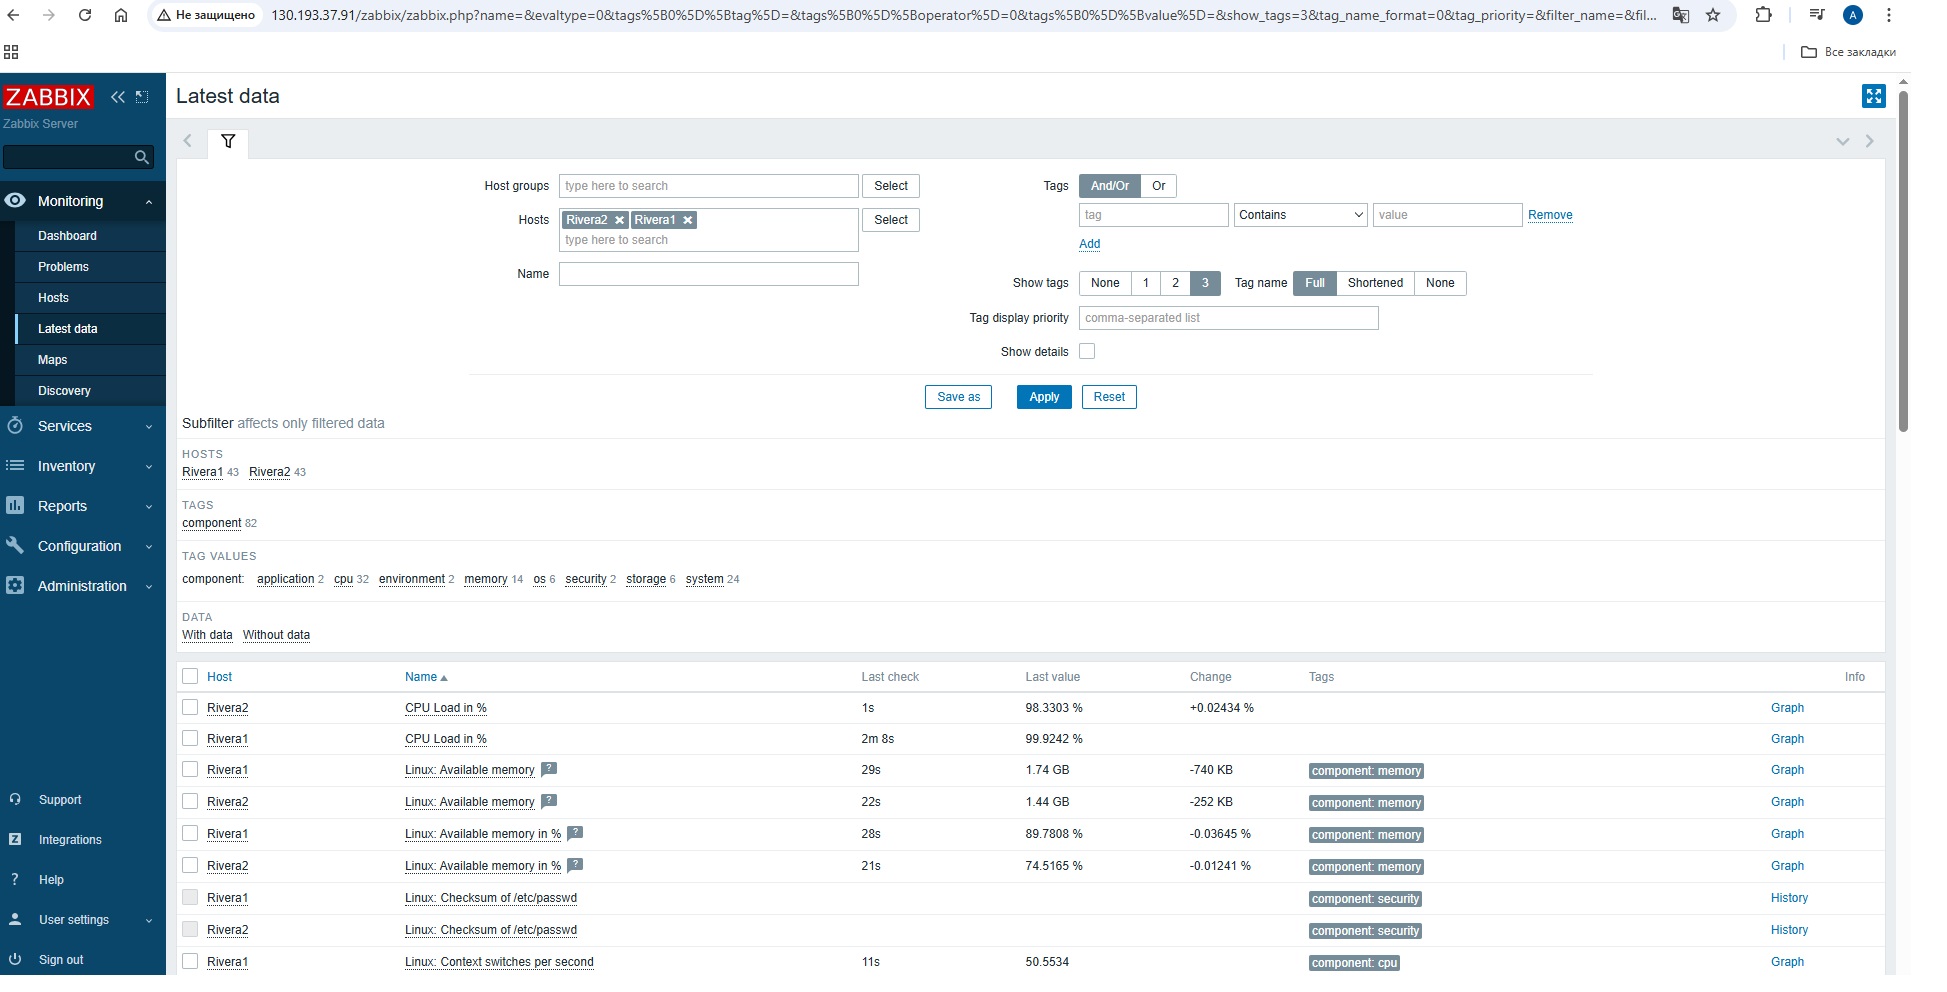 Не защищено 130.193.37.91/zabbix/zabbix.php?name=&evaltype=0&tags%5B0%5D%5Btag%5D=&tags%5B0%5D%5Boperator%5D=0&tags%5B0%5D%5Bvalue%5D=&show_tags=3&tag_name_format=0&tag_priority=&filter_name=&fil... A
Все закладки
ZABBIX
Zabbix Server
Monitoring
Dashboard
Problems
Hosts
Latest data
Maps
Discovery
Services
Inventory
Reports
Configuration
Administration
Support
Z Integrations
? Help
User settings
Sign out
Latest data
Host groups type here to search Select
Hosts Rivera2 Rivera1 Select
type here to search
Name
Tags And/Or Or
tag Contains value Remove
Add
Show tags None 1 2 3 Tag name Full Shortened None
Tag display priority comma-separated list
Show details
Save as Apply Reset
Subfilter affects only filtered data
HOSTS
Rivera1 43 Rivera2 43
TAGS
component 82
TAG VALUES
component: application 2 cpu 32 environment 2 memory 14 os 6 security 2 storage 6 system 24
DATA
With data Without data
Host Name Last check Last value Change Tags Info
Rivera2 CPU Load in % 1s 98.3303 % +0.02434 % Graph
Rivera1 CPU Load in % 2m 8s 99.9242 % Graph
Rivera1 Linux: Available memory ? 29s 1.74 GB -740 KB component: memory Graph
Rivera2 Linux: Available memory ? 22s 1.44 GB -252 KB component: memory Graph
Rivera1 Linux: Available memory in % ? 28s 89.7808 % -0.03645 % component: memory Graph
Rivera2 Linux: Available memory in % ? 21s 74.5165 % -0.01241 % component: memory Graph
Rivera1 Linux: Checksum of /etc/passwd component: security History
Rivera2 Linux: Checksum of /etc/passwd component: security History
Rivera1 Linux: Context switches per second 11s 50.5534 component: cpu Graph